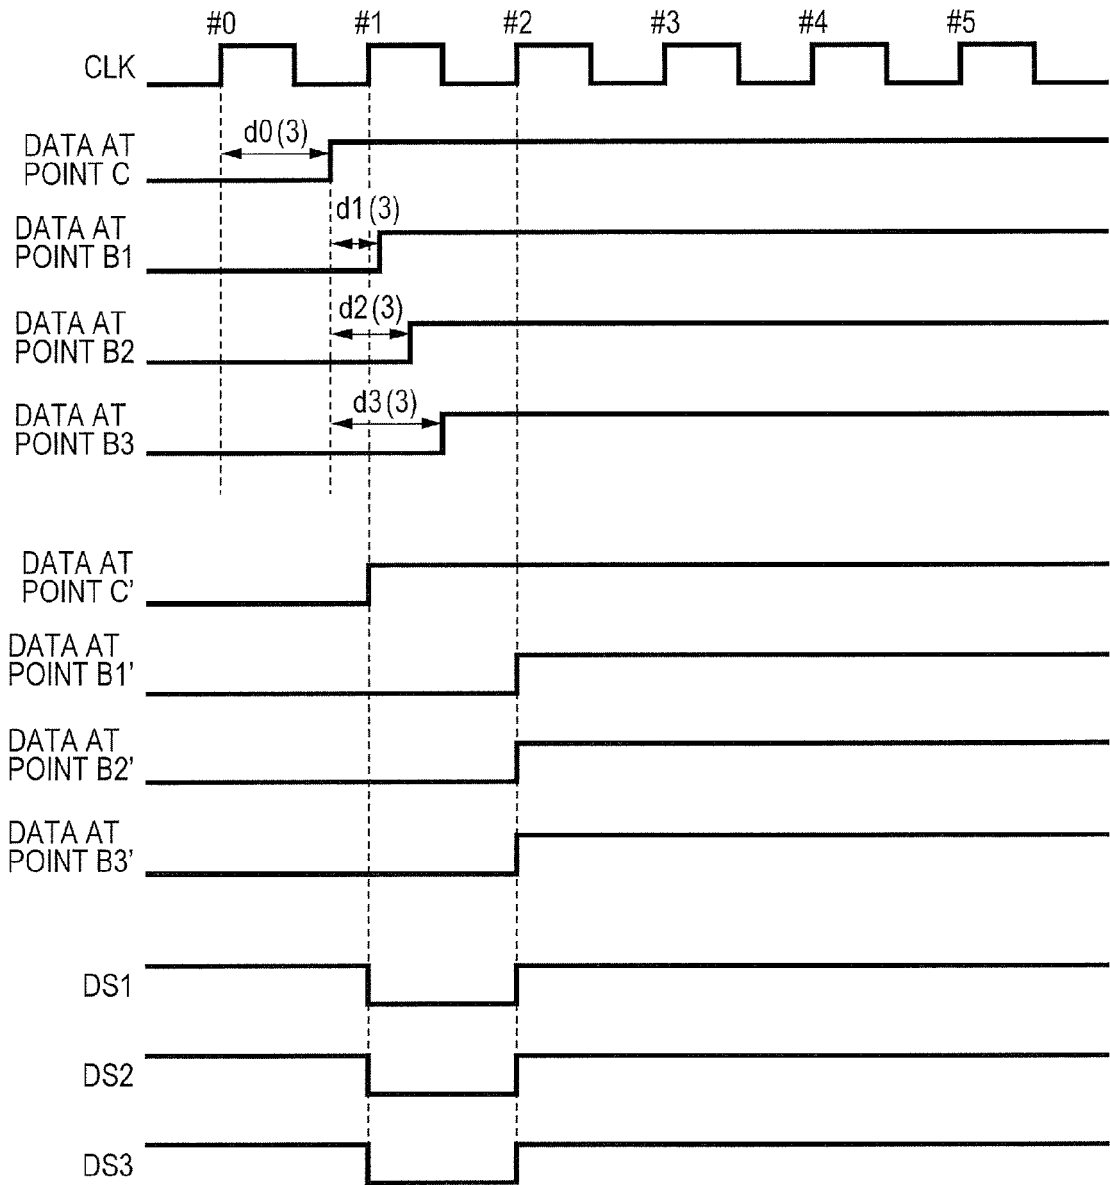 #0 #1 #2 #3 #4 #5
CLK
d0(3)
DATA AT
POINT C
d1(3)
DATA AT
POINT B1
d2(3)
DATA AT
POINT B2
d3(3)
DATA AT
POINT B3
DATA AT
POINT C'
DATA AT
POINT B1'
DATA AT
POINT B2'
DATA AT
POINT B3'
DS1
DS2
DS3